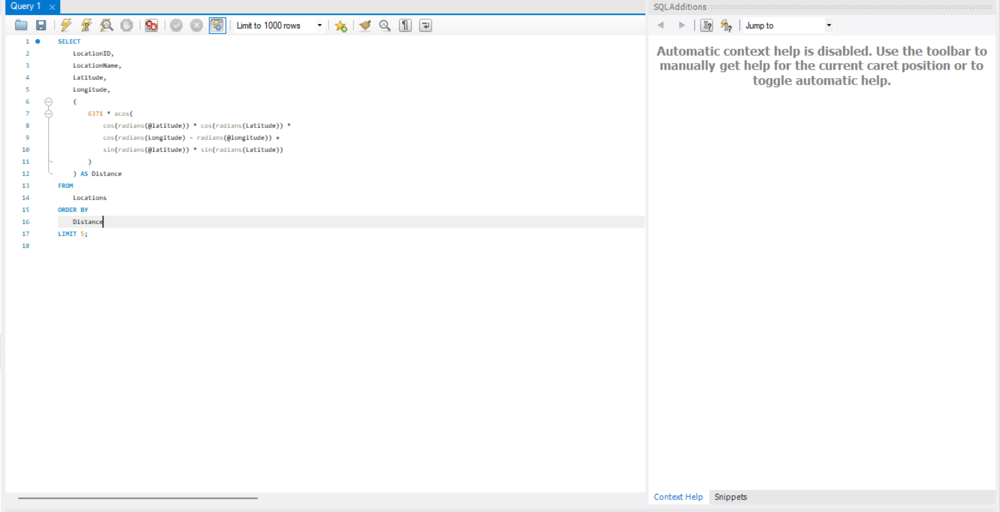 Query 1
SQLAdditions
Limit to 1000 rows
Jump to
1 SELECT
2 LocationID,
3 LocationName,
4 Latitude,
5 Longitude,
6 (
7 6371 * acos(
8 cos(radians(@latitude)) * cos(radians(Latitude)) *
9 cos(radians(Longitude) - radians(@longitude)) +
10 sin(radians(@latitude)) * sin(radians(Latitude))
11 )
12 ) AS Distance
13 FROM
14 Locations
15 ORDER BY
16 Distance
17 LIMIT 5;
18
Automatic context help is disabled. Use the toolbar to
manually get help for the current caret position or to
toggle automatic help.
Context Help Snippets